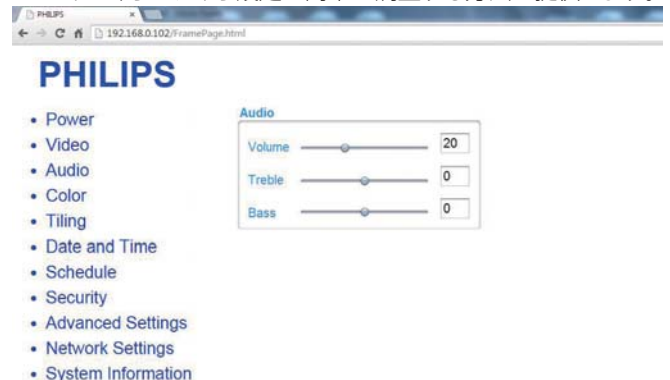 PHILIPS
192.168.0.102/FramePage.html
PHILIPS
• Power
• Video
• Audio
• Color
• Tiling
• Date and Time
• Schedule
• Security
• Advanced Settings
• Network Settings
• System Information
Audio
Volume 20
Treble 0
Bass 0